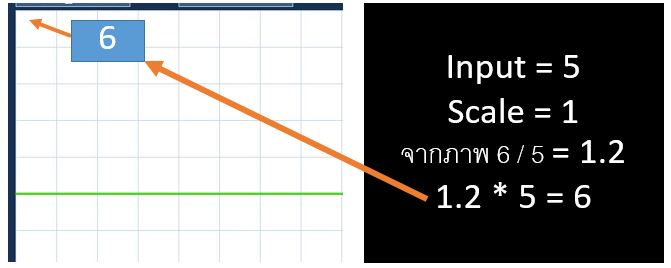 6
Input = 5
Scale = 1
จากภาพ 6 / 5 = 1.2
1.2 * 5 = 6